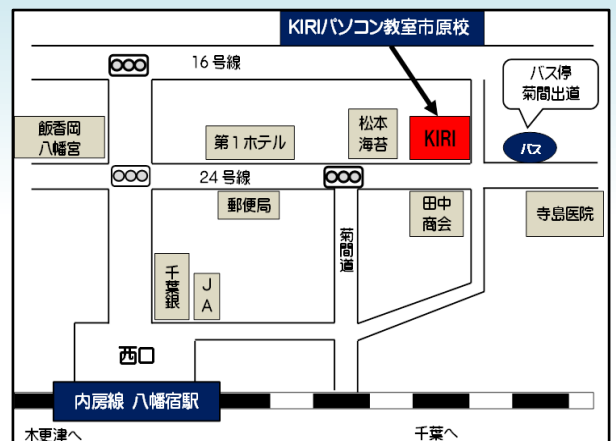 KIRIパソコン教室市原校
16号線
バス停
菊間出道
飯香岡
八幡宮
第1ホテル
松本
海苔
KIRI
バス
24号線
郵便局
田中
商会
寺島医院
菊間道
千葉銀
JA
西口
内房線 八幡宿駅
木更津へ
千葉へ